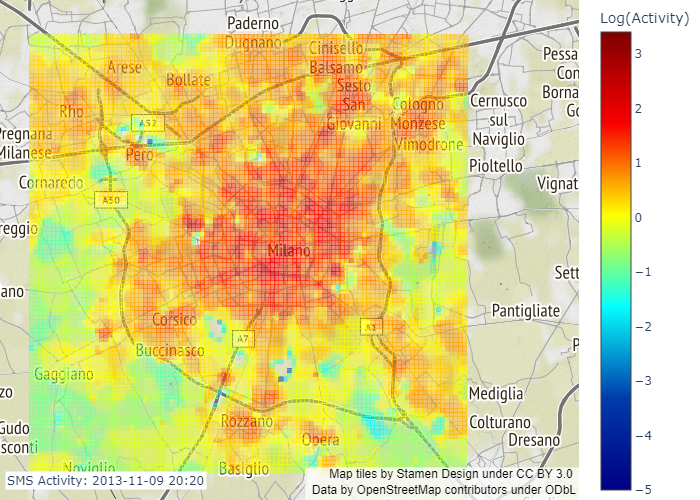 Log(Activity)
Paderno
Dugnano
Cinisello
Balsamo
Arese
Bollate
Sesto
San
Giovanni
Cologno
Monzese
Vimodrone
Cernusco
sul
Naviglio
Pessa
Con
Borna
Go
Rho
A52
Pregnana
Milanese
Pero
Pioltello
Cornaredo
Vignat
A50
reggio
Milano
Sett
ano
Pantigliate
Corsico
A7
A1
Buccinasco
P
Gaggiano
zo
Mediglia
Rozzano
Colturano
Gudo
sconti
Opera
Dresano
Noviglio
Basiglio
SMS Activity: 2013-11-09 20:20
Map tiles by Stamen Design under CC BY 3.0
Data by OpenStreetMap contributors under ODbL
3
2
1
0
−1
−2
−3
−4
−5